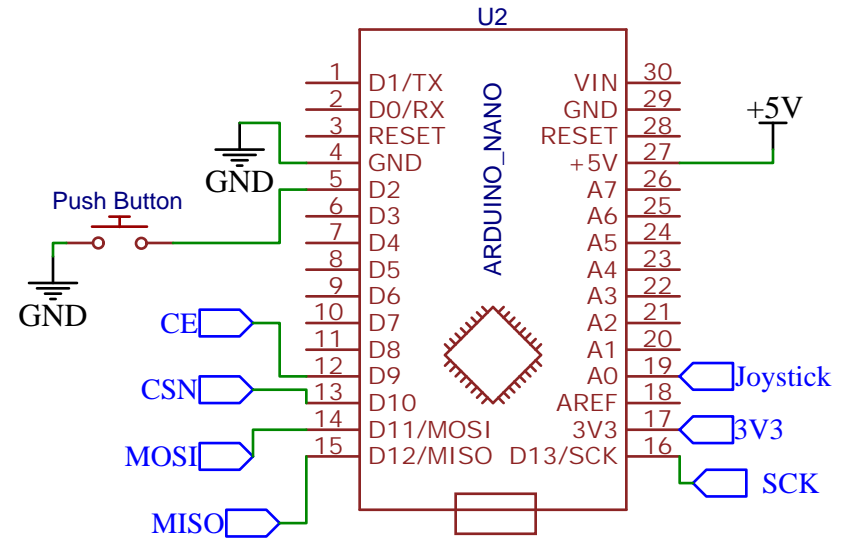 U2
1 D1/TX
2 D0/RX
3 RESET
4 GND
5 D2
6 D3
7 D4
8 D5
9 D6
10 D7
11 D8
12 D9
13 D10
14 D11/MOSI
15 D12/MISO
ARDUINO_NANO
VIN 30
GND 29
RESET 28
+5V 27
A7 26
A6 25
A5 24
A4 23
A3 22
A2 21
A1 20
A0 19
AREF 18
3V3 17
D13/SCK 16
GND
Push Button
GND
CE
CSN
MOSI
MISO
+5V
Joystick
3V3
SCK